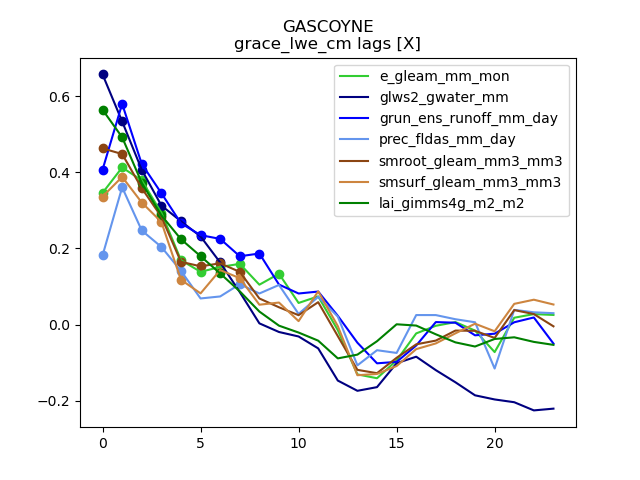 GASCOYNE
grace_lwe_cm lags [X]
e_gleam_mm_mon
glws2_gwater_mm
grun_ens_runoff_mm_day
prec_fldas_mm_day
smroot_gleam_mm3_mm3
smsurf_gleam_mm3_mm3
lai_gimms4g_m2_m2
0.6
0.4
0.2
0.0
−0.2
0 5 10 15 20